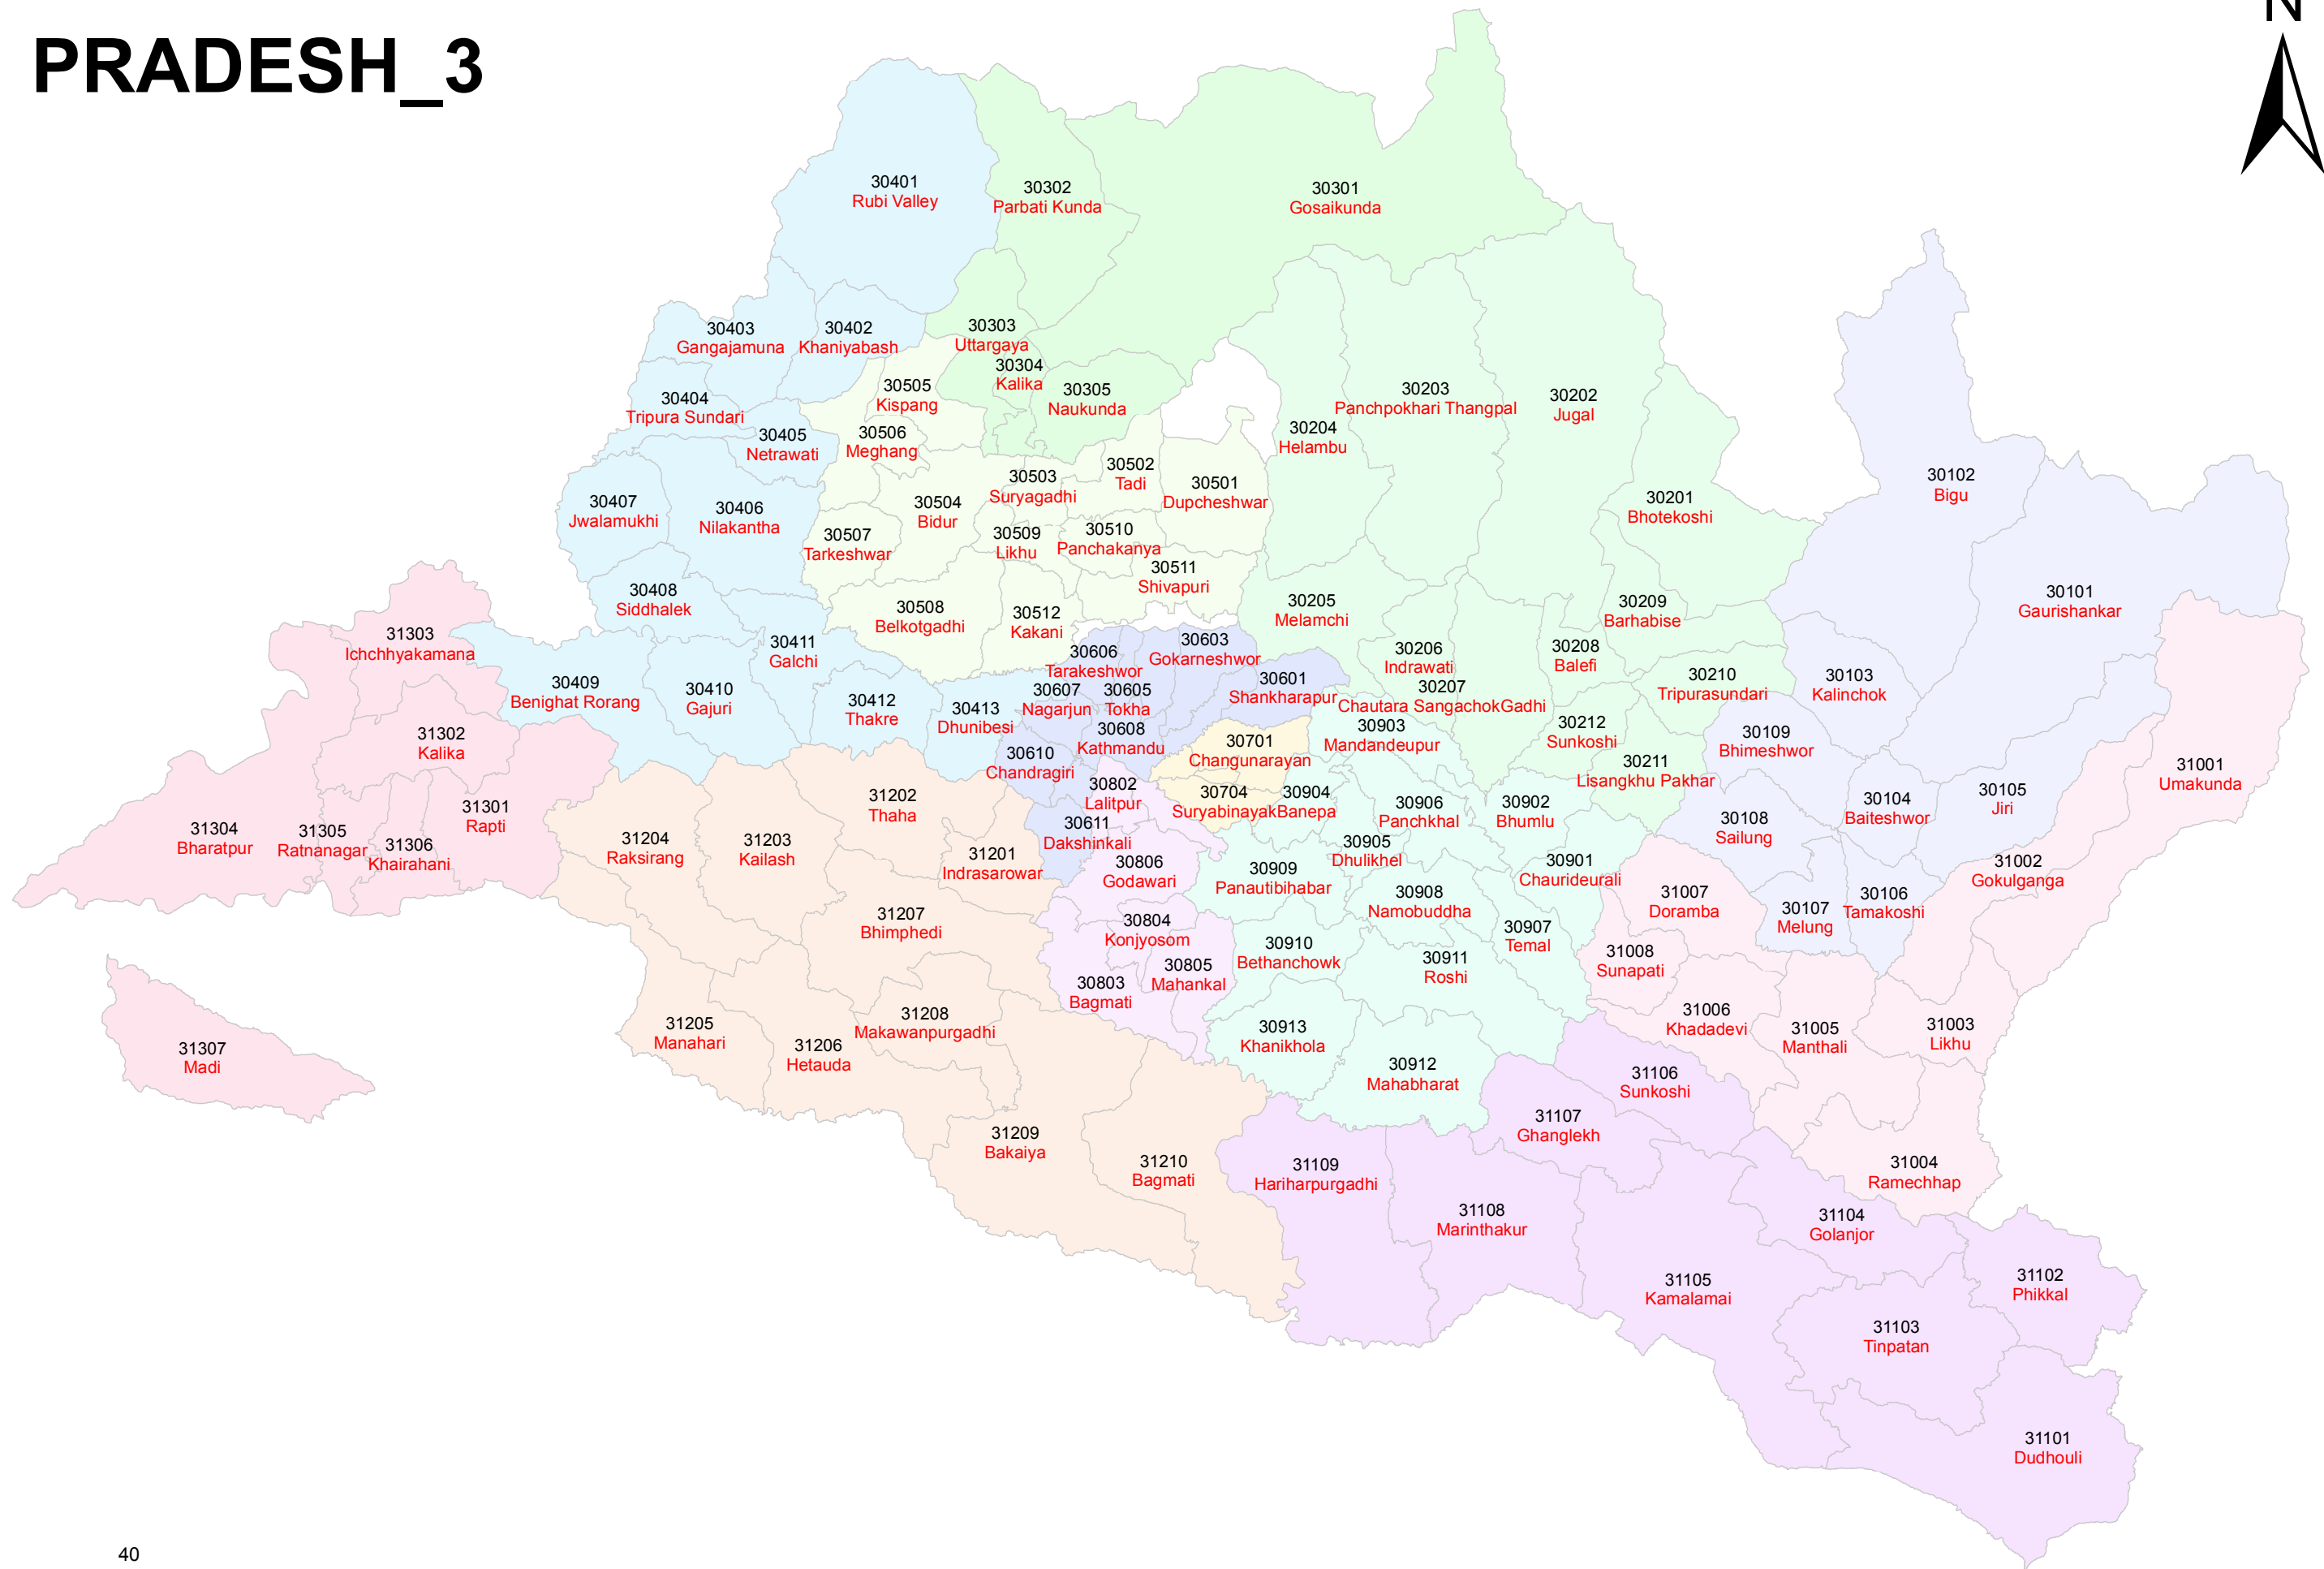 N
PRADESH_3
30401
Rubi Valley
30302
Parbati Kunda
30301
Gosaikunda
30403
Gangajamuna
30402
Khaniyabash
30303
Uttargaya
30304
Kalika
30305
Naukunda
30505
Kispang
30404
Tripura Sundari
30405
Netrawati
30506
Meghang
30203
Panchpokhari Thangpal
30202
Jugal
30204
Helambu
30102
Bigu
30502
Tadi
30503
Suryagadhi
30501
Dupcheshwar
30407
Jwalamukhi
30406
Nilakantha
30504
Bidur
30201
Bhotekoshi
30507
Tarkeshwar
30509
Likhu
30510
Panchakanya
30511
Shivapuri
30408
Siddhalek
30508
Belkotgadhi
30512
Kakani
30205
Melamchi
30209
Barhabise
30101
Gaurishankar
31303
Ichchhyakamana
30411
Galchi
30606
Tarakeshwor
30603
Gokarneshwor
30206
Indrawati
30208
Balefi
30210
Tripurasundari
30103
Kalinchok
30409
Benighat Rorang
30410
Gajuri
30412
Thakre
30413
Dhunibesi
30607
Nagarjun
30605
Tokha
30601
Shankharapur
30207
Chautara SangachokGadhi
30903
Mandandeupur
30212
Sunkoshi
30109
Bhimeshwor
31302
Kalika
30610
Chandragiri
30608
Kathmandu
30701
Changunarayan
30211
Lisangkhu Pakhar
31001
Umakunda
30802
Lalitpur
30704
Suryabinayak
30904
Banepa
30906
Panchkhal
30902
Bhumlu
30104
Baiteshwor
30105
Jiri
31301
Rapti
31202
Thaha
31304
Bharatpur
31305
Ratnanagar
31306
Khairahani
31204
Raksirang
31203
Kailash
31201
Indrasarowar
30611
Dakshinkali
30108
Sailung
30806
Godawari
30909
Panautibihabar
30905
Dhulikhel
30901
Chaurideurali
31002
Gokulganga
31207
Bhimphedi
30908
Namobuddha
31007
Doramba
30107
Melung
30106
Tamakoshi
30804
Konjyosom
30910
Bethanchowk
30907
Temal
31008
Sunapati
30803
Bagmati
30805
Mahankal
30911
Roshi
31205
Manahari
31206
Hetauda
31208
Makawanpurgadhi
30913
Khanikhola
31006
Khadadevi
31005
Manthali
31003
Likhu
31307
Madi
30912
Mahabharat
31106
Sunkoshi
31107
Ghanglekh
31209
Bakaiya
31210
Bagmati
31109
Hariharpurgadhi
31108
Marinthakur
31004
Ramechhap
31104
Golanjor
31105
Kamalamai
31102
Phikkal
31103
Tinpatan
31101
Dudhouli
40